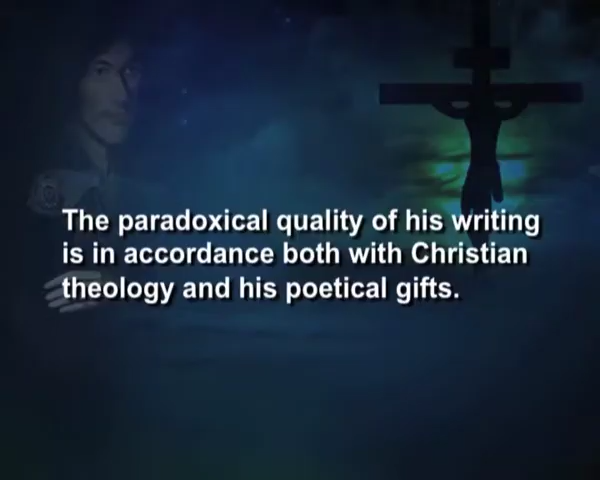 The paradoxical quality of his writing
is in accordance both with Christian
theology and his poetical gifts.